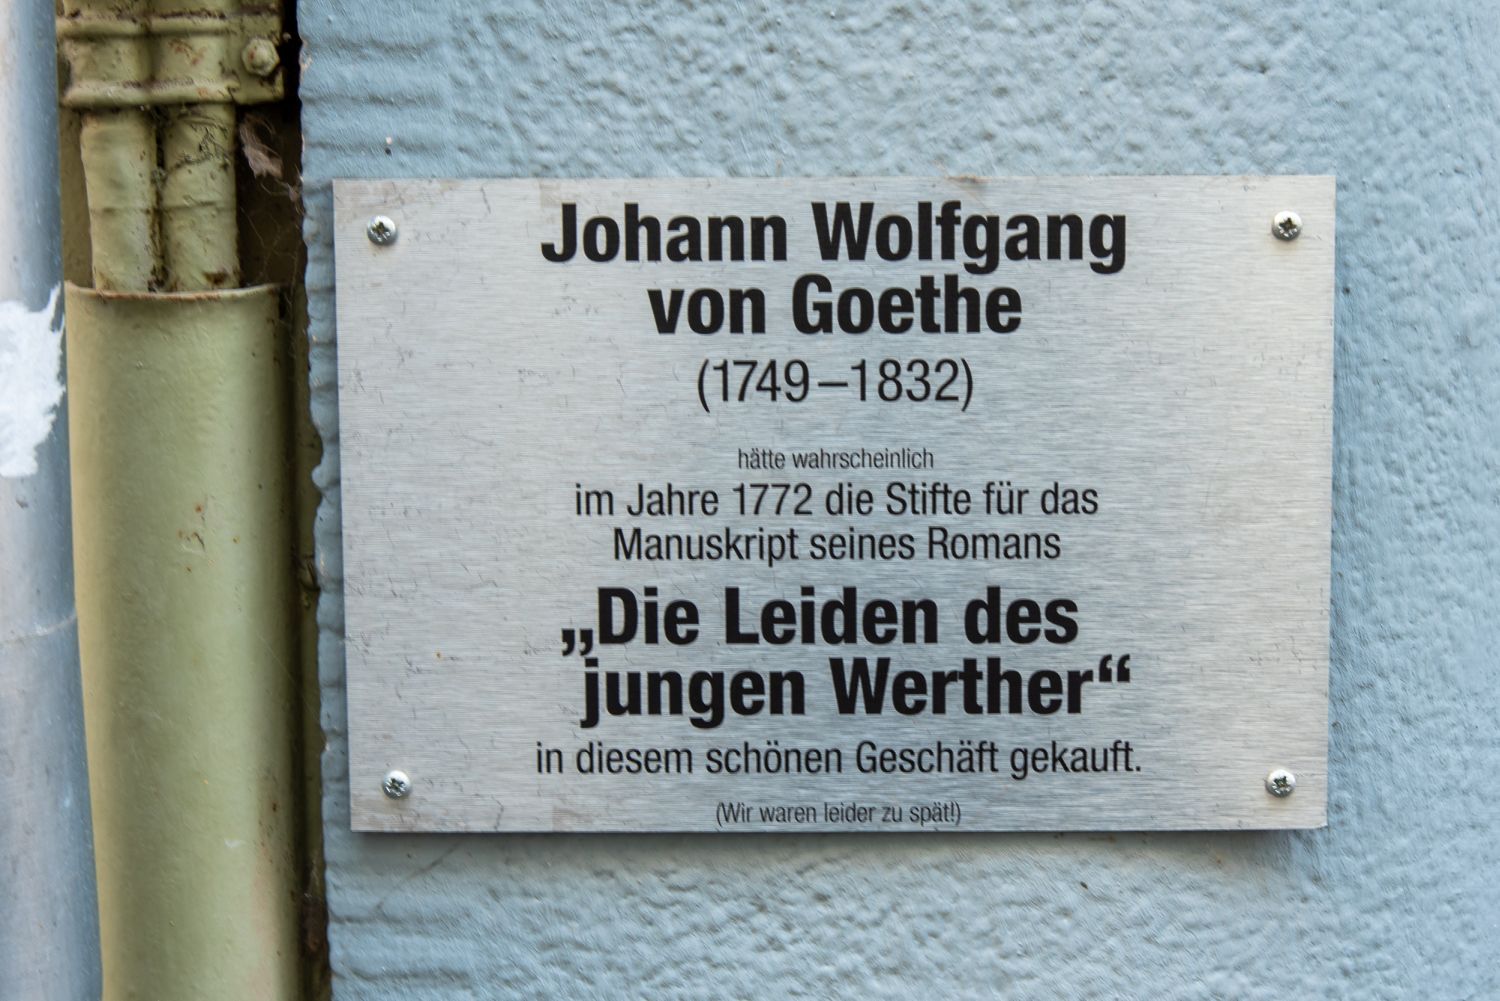 Johann Wolfgang
von Goethe
(1749–1832)
hätte wahrscheinlich
im Jahre 1772 die Stifte für das
Manuskript seines Romans
„Die Leiden des
jungen Werther“
in diesem schönen Geschäft gekauft.
(Wir waren leider zu spät!)